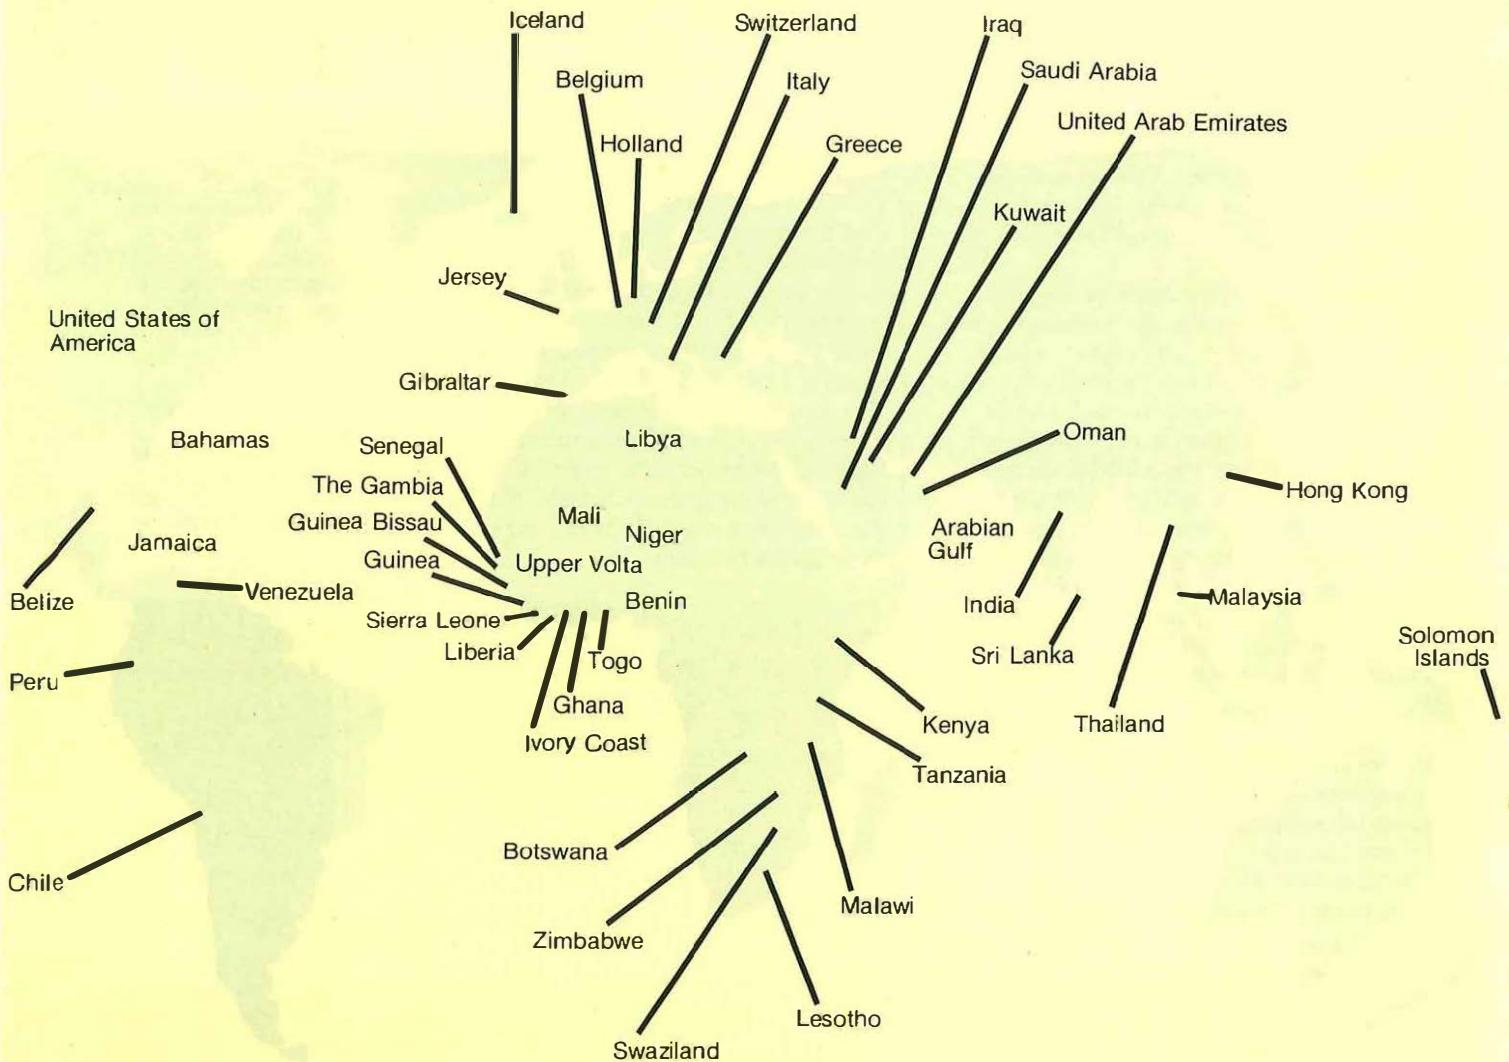 Iceland
Switzerland
Iraq
Belgium
Italy
Saudi Arabia
United Arab Emirates
Holland
Greece
Kuwait
Jersey
United States of
America
Gibraltar
Bahamas
Senegal
Libya
Oman
The Gambia
Hong Kong
Guinea Bissau
Mali
Niger
Arabian
Gulf
Jamaica
Guinea
Upper Volta
Belize
Venezuela
Sierra Leone
Benin
India
Malaysia
Liberia
Togo
Sri Lanka
Solomon
Islands
Peru
Ghana
Ivory Coast
Kenya
Thailand
Tanzania
Botswana
Chile
Malawi
Zimbabwe
Lesotho
Swaziland